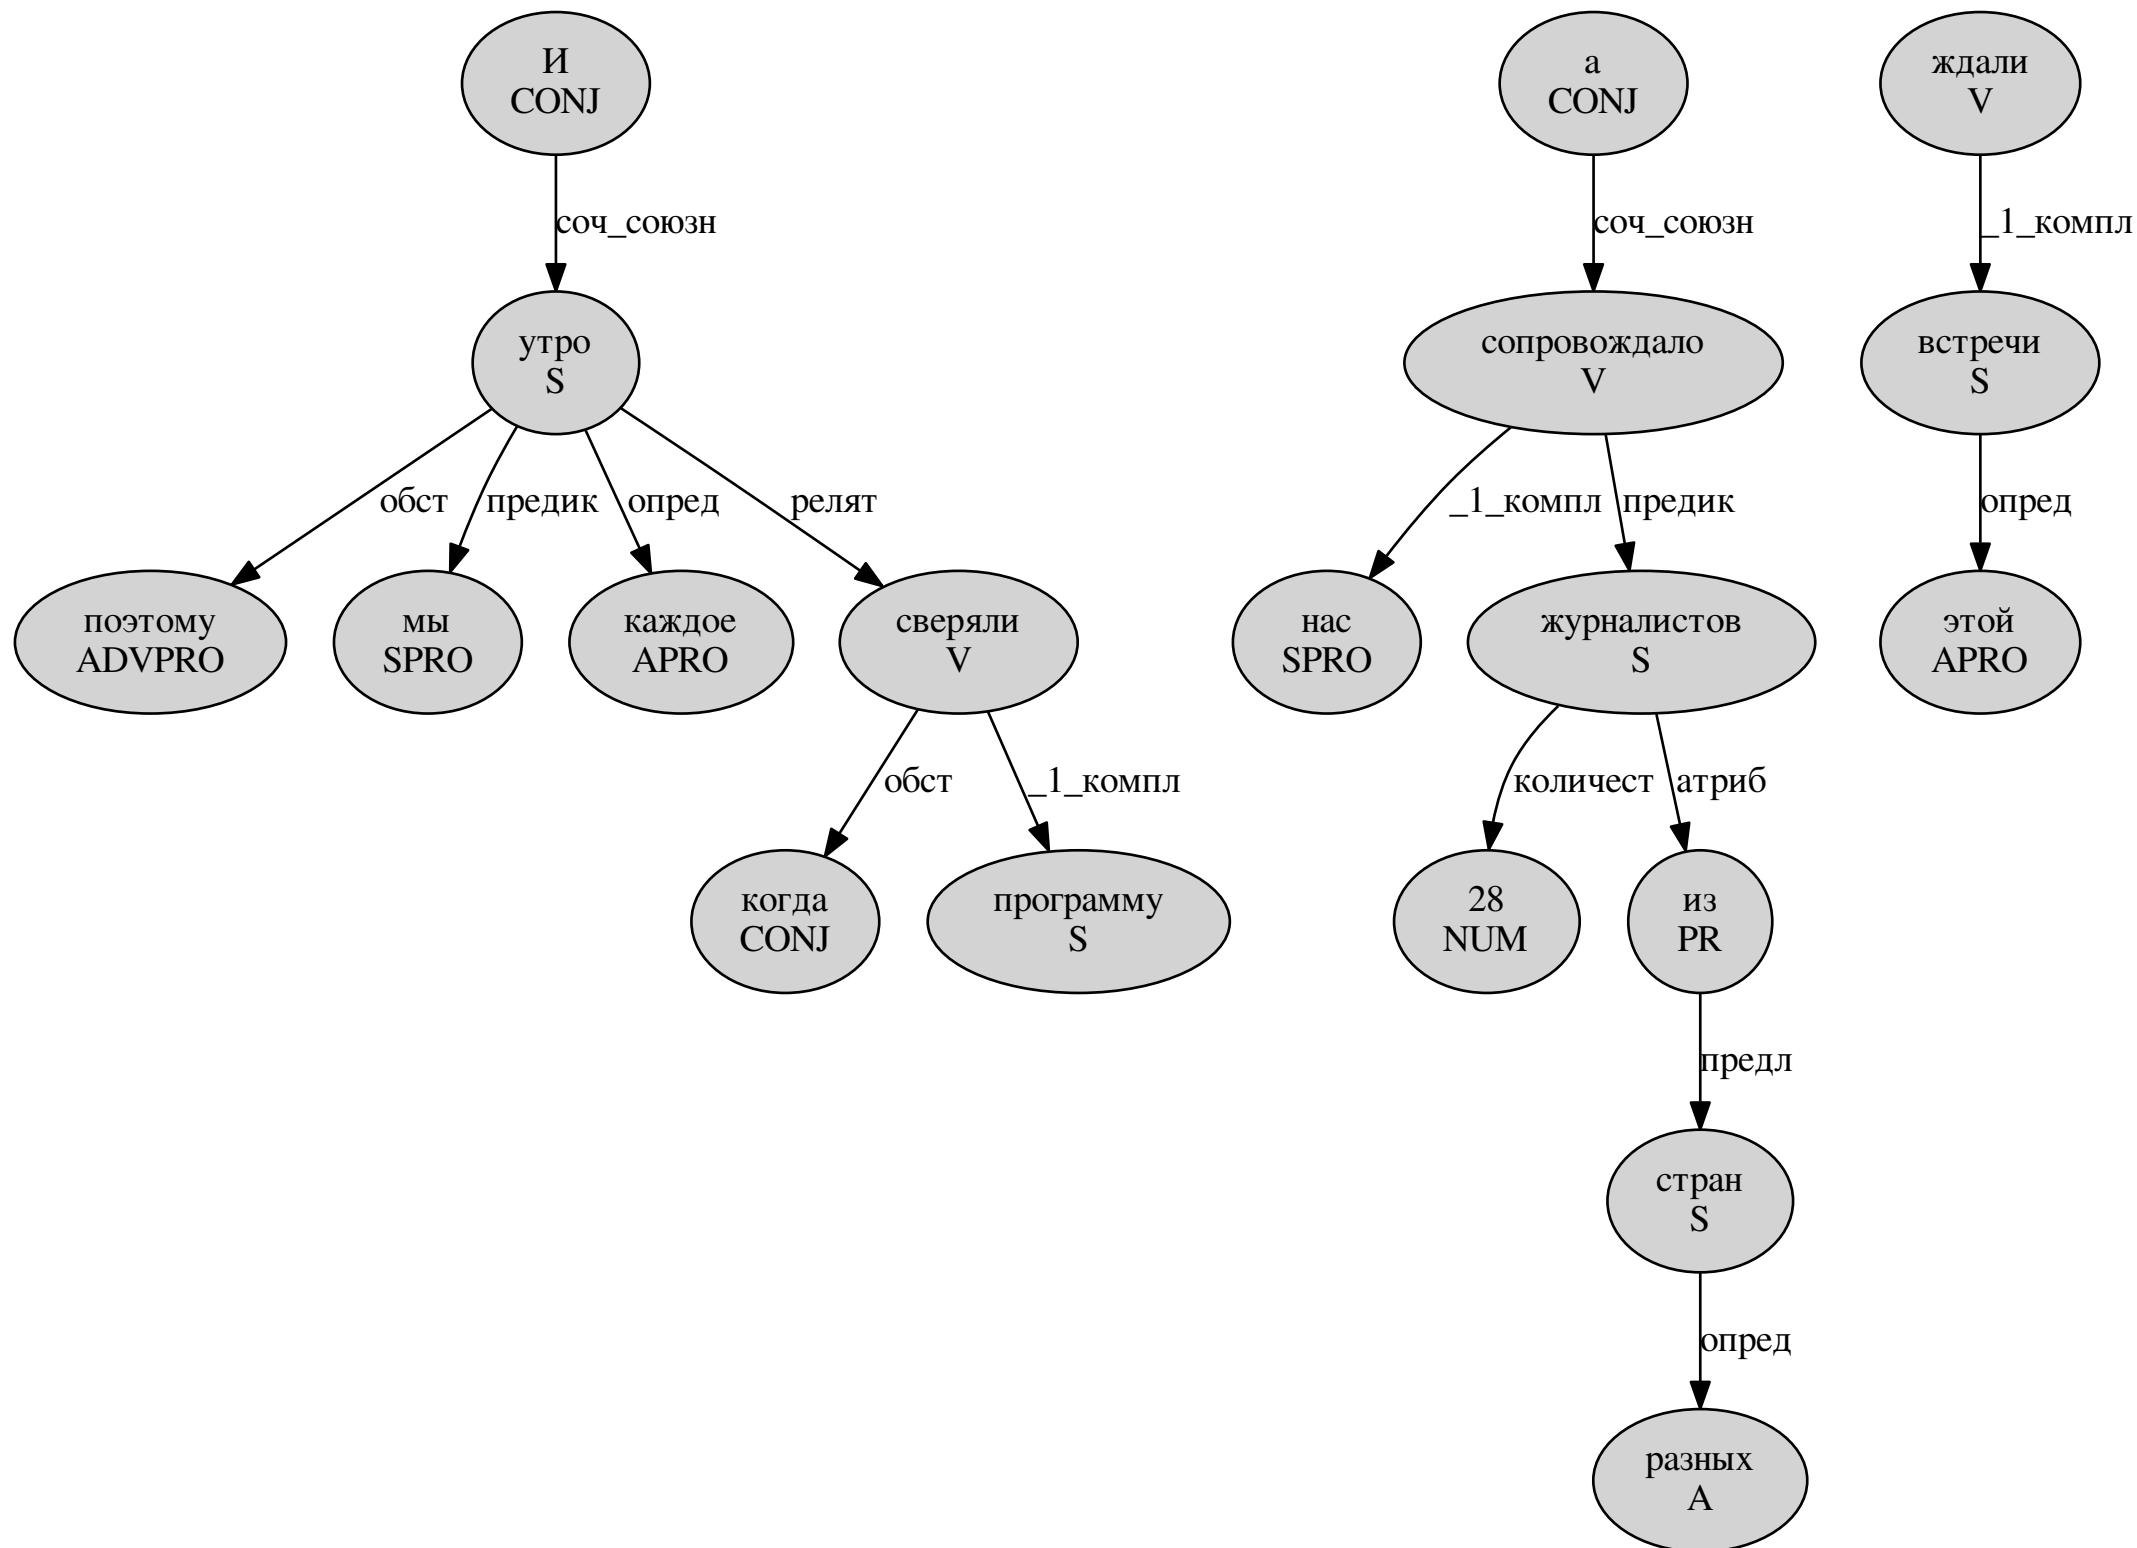 И
CONJ
а
CONJ
ждали
V
соч_союзн
соч_союзн
_1_компл
утро
S
сопровождало
V
встречи
S
обст
предик
опред
релят
_1_компл
предик
опред
поэтому
ADVPRO
мы
SPRO
каждое
APRO
сверяли
V
нас
SPRO
журналистов
S
этой
APRO
обст
_1_компл
количест
атриб
когда
CONJ
программу
S
28
NUM
из
PR
предл
стран
S
опред
разных
A